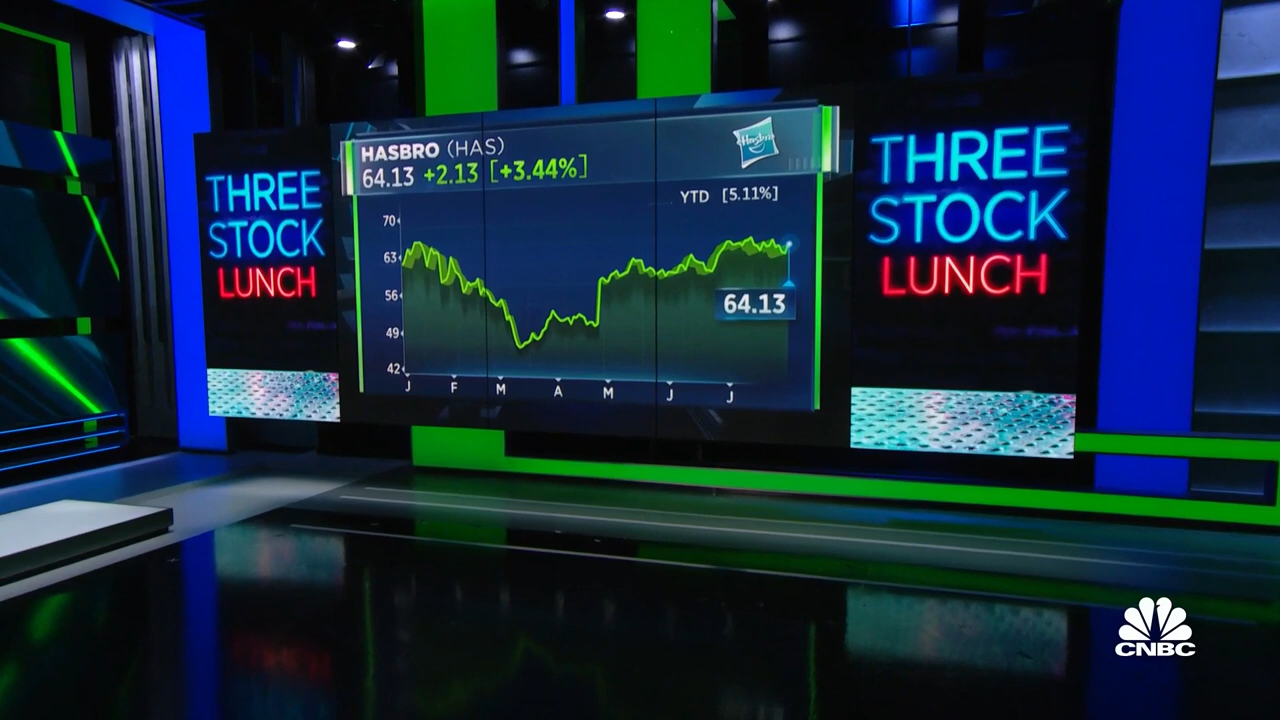 THREE
STOCK
LUNCH
HASBRO (HAS)
64.13 +2.13 [+3.44%]
Hasbro
YTD [5.11%]
70
63
56
49
42
J F M A M J J
64.13
THREE
STOCK
LUNCH
CNBC